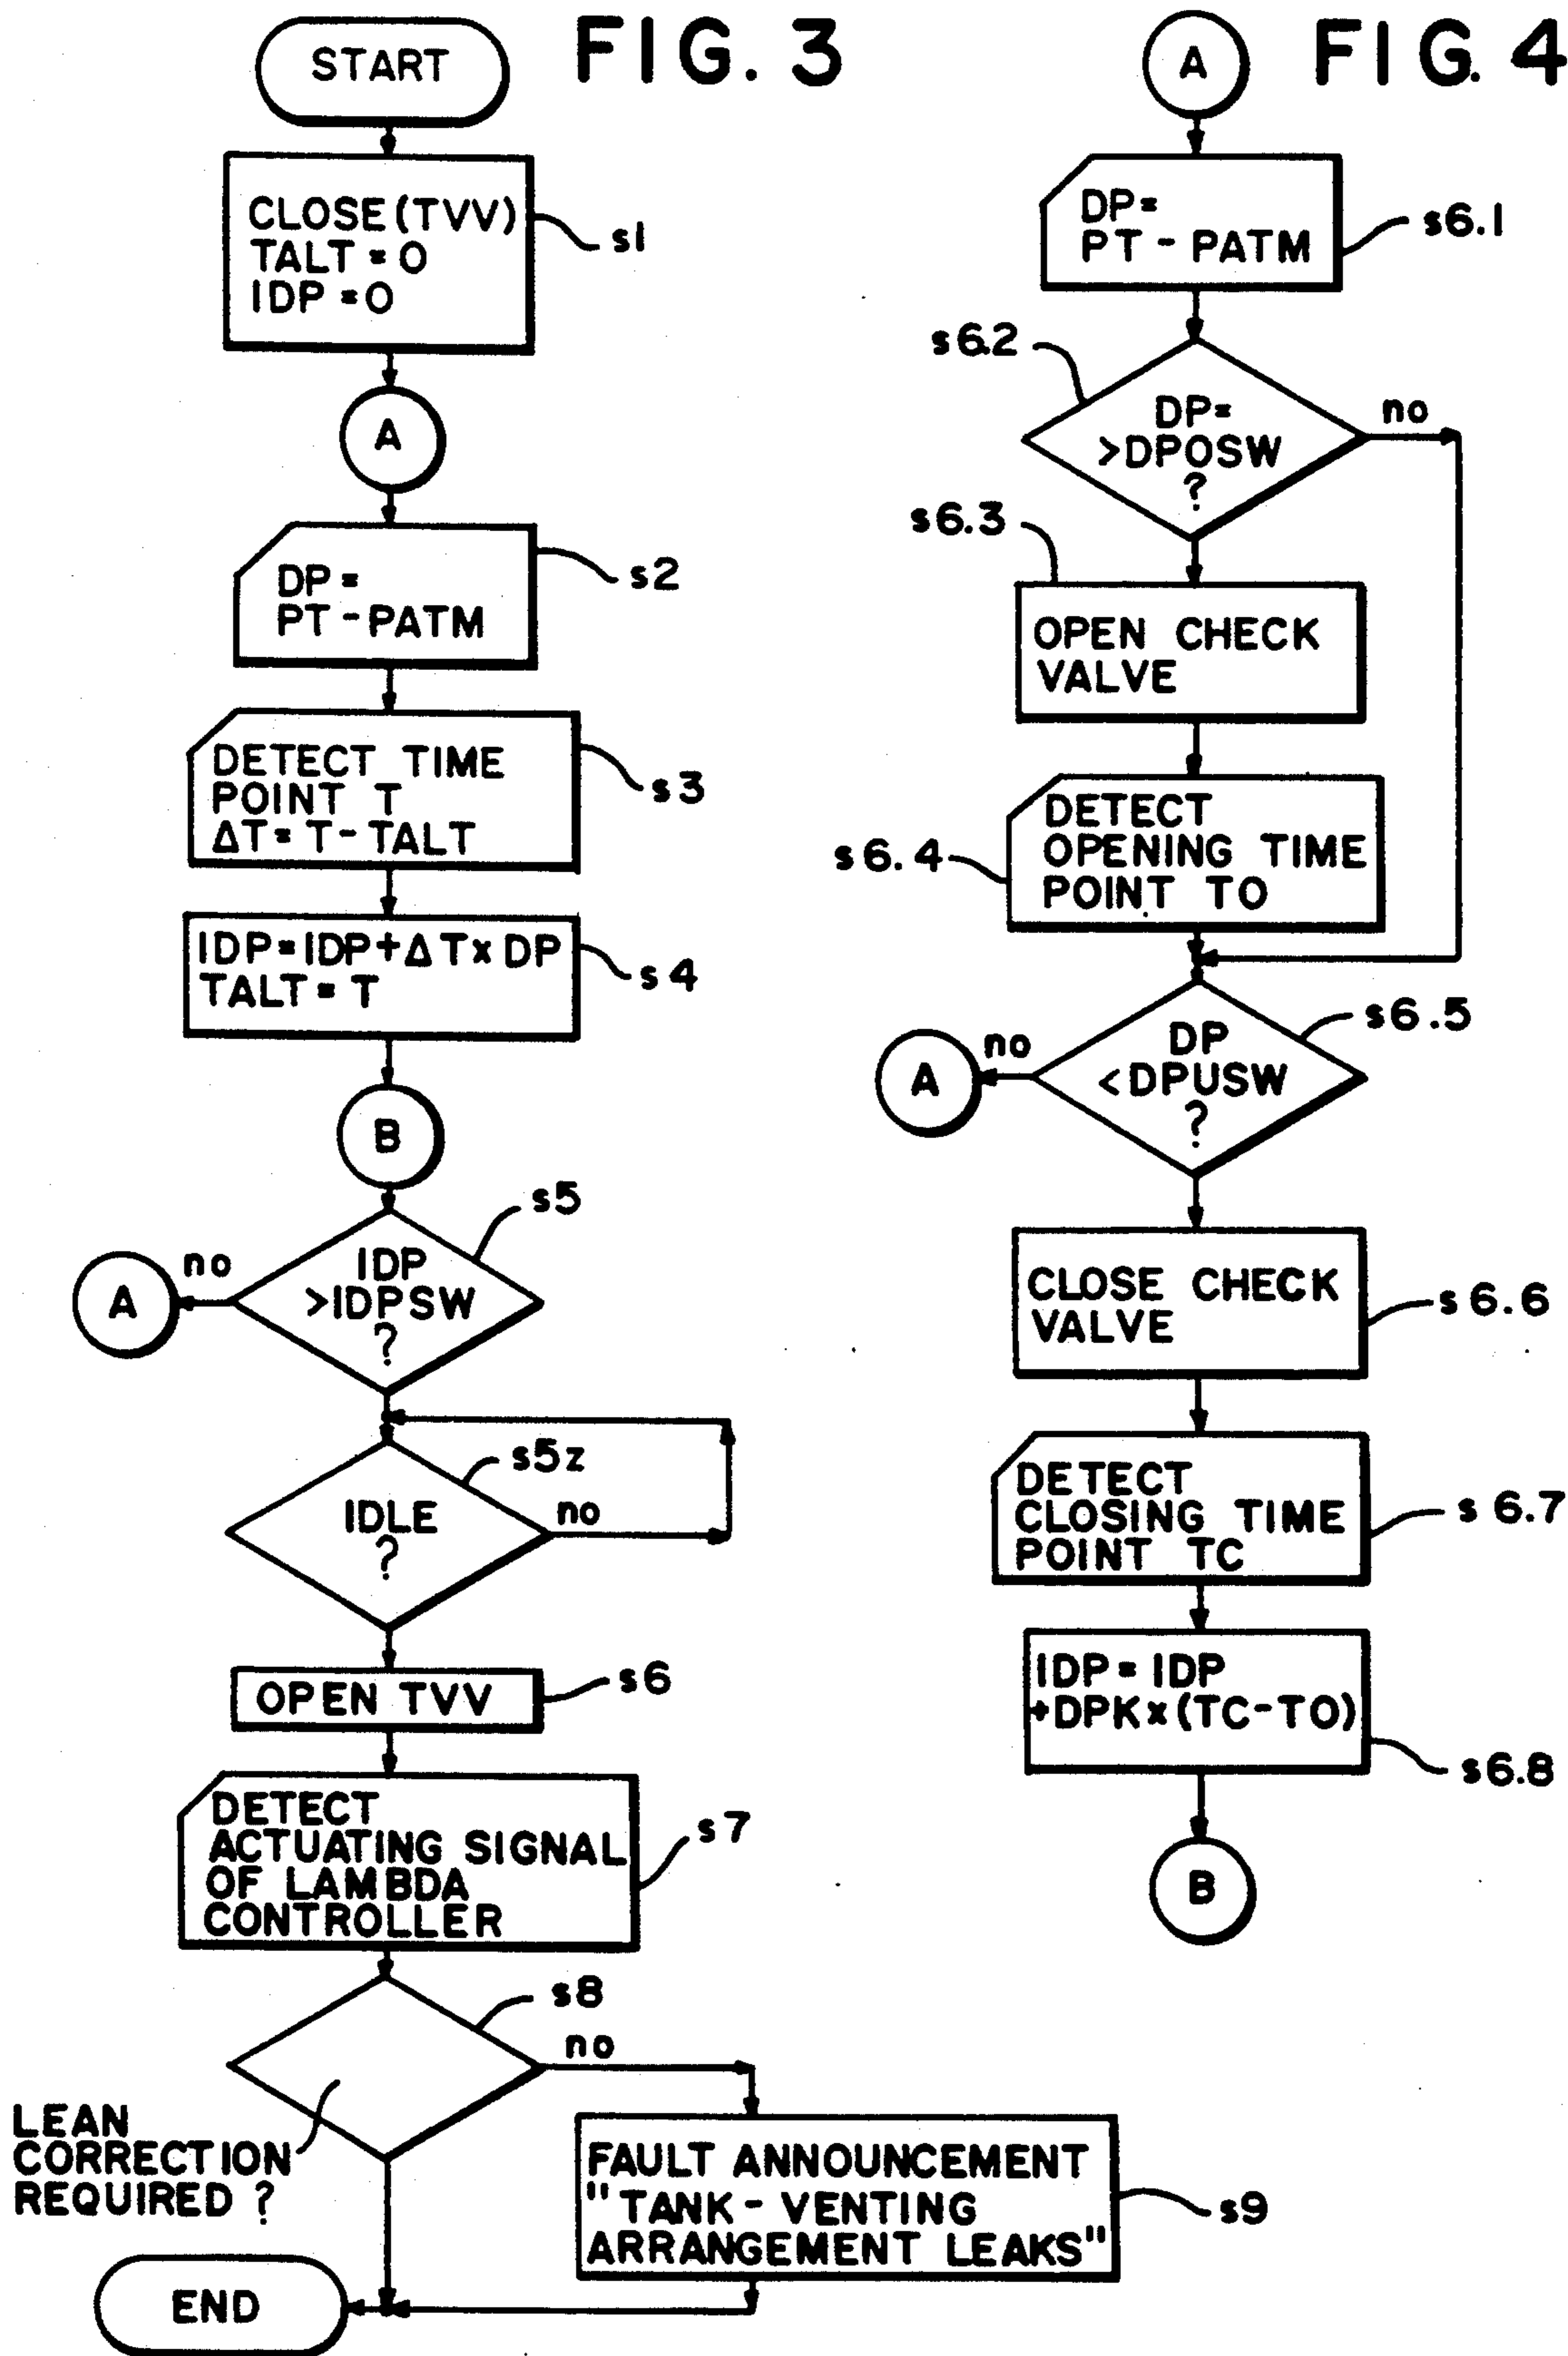 FIG. 3
START
CLOSE(TVV)
TALT = 0
IDP = 0
s1
A
DP =
PT - PATM
s2
DETECT TIME
POINT T
ΔT = T - TALT
s3
IDP = IDP + Δ T x DP
TALT = T
s4
B
s5
IDP
>IDPSW
?
no
A
s5z
IDLE
?
no
OPEN TVV
s6
DETECT
ACTUATING SIGNAL
OF LAMBDA
CONTROLLER
s7
s8
no
LEAN
CORRECTION
REQUIRED ?
FAULT ANNOUNCEMENT
"TANK - VENTING
ARRANGEMENT LEAKS"
s9
END
FIG. 4
A
DP =
PT - PATM
s6.1
s6.2
DP =
>DPOSW
?
no
s6.3
OPEN CHECK
VALVE
s6.4
DETECT
OPENING TIME
POINT TO
s6.5
DP
<DPUSW
?
no
A
CLOSE CHECK
VALVE
s6.6
DETECT
CLOSING TIME
POINT TC
s6.7
IDP = IDP
+DPK x (TC-TO)
s6.8
B